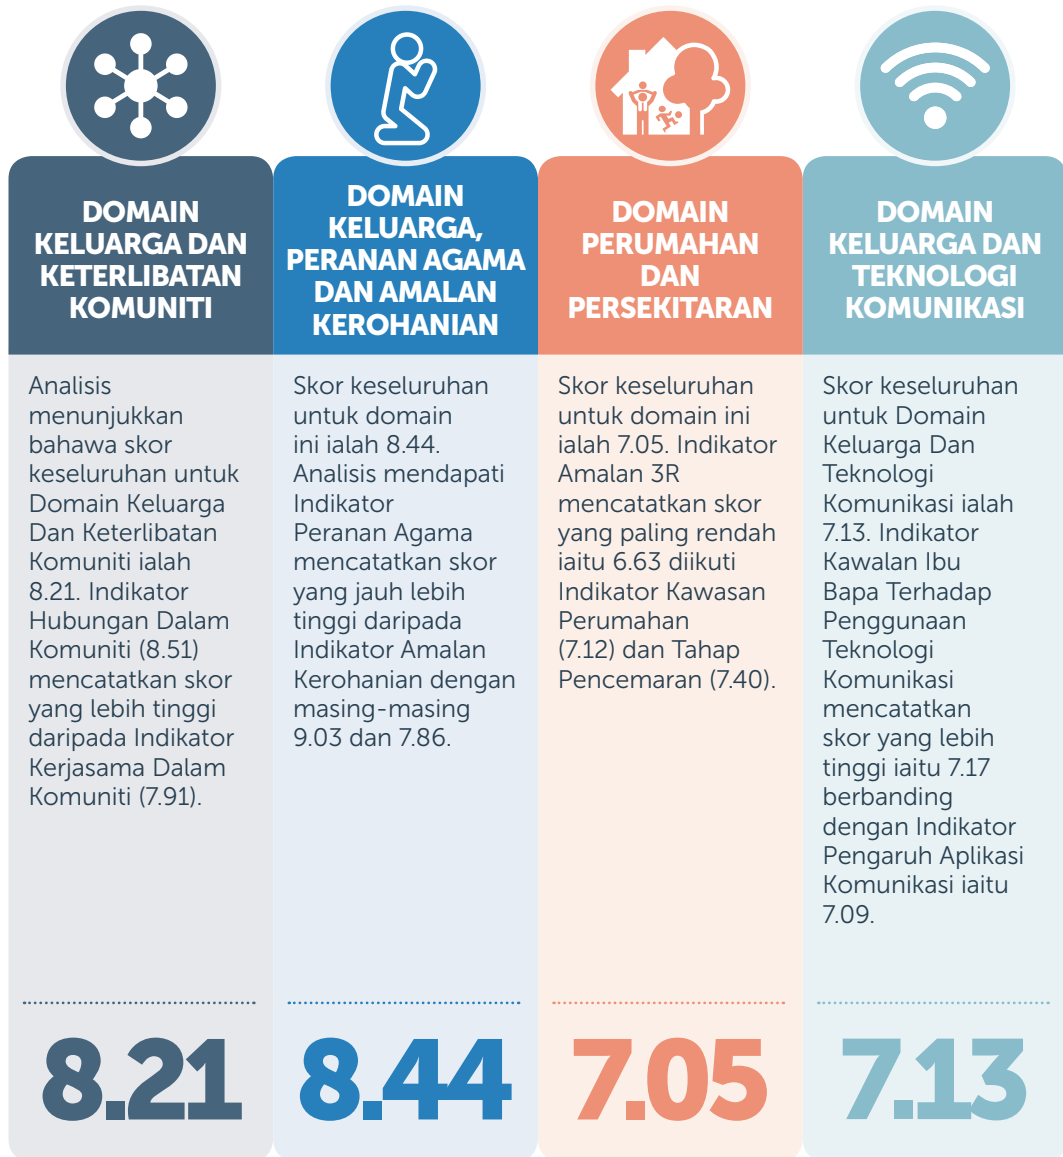 DOMAIN
KELUARGA DAN
KETERLIBATAN
KOMUNITI
Analisis
menunjukkan
bahawa skor
keseluruhan untuk
Domain Keluarga
Dan Keterlibatan
Komuniti ialah
8.21. Indikator
Hubungan Dalam
Komuniti (8.51)
mencatatkan skor
yang lebih tinggi
daripada Indikator
Kerjasama Dalam
Komuniti (7.91).
8.21
DOMAIN
KELUARGA,
PERANAN AGAMA
DAN AMALAN
KEROHANIAN
Skor keseluruhan
untuk domain
ini ialah 8.44.
Analisis mendapati
Indikator
Peranan Agama
mencatatkan skor
yang jauh lebih
tinggi daripada
Indikator Amalan
Kerohanian dengan
masing-masing
9.03 dan 7.86.
8.44
DOMAIN
PERUMAHAN
DAN
PERSEKITARAN
Skor keseluruhan
untuk domain ini
ialah 7.05. Indikator
Amalan 3R
mencatatkan skor
yang paling rendah
iaitu 6.63 diikuti
Indikator Kawasan
Perumahan
(7.12) dan Tahap
Pencemaran (7.40).
7.05
DOMAIN
KELUARGA DAN
TEKNOLOGI
KOMUNIKASI
Skor keseluruhan
untuk Domain
Keluarga Dan
Teknologi
Komunikasi ialah
7.13. Indikator
Kawalan Ibu
Bapa Terhadap
Penggunaan
Teknologi
Komunikasi
mencatatkan
skor yang lebih
tinggi iaitu 7.17
berbanding
dengan Indikator
Pengaruh Aplikasi
Komunikasi iaitu
7.09.
7.13